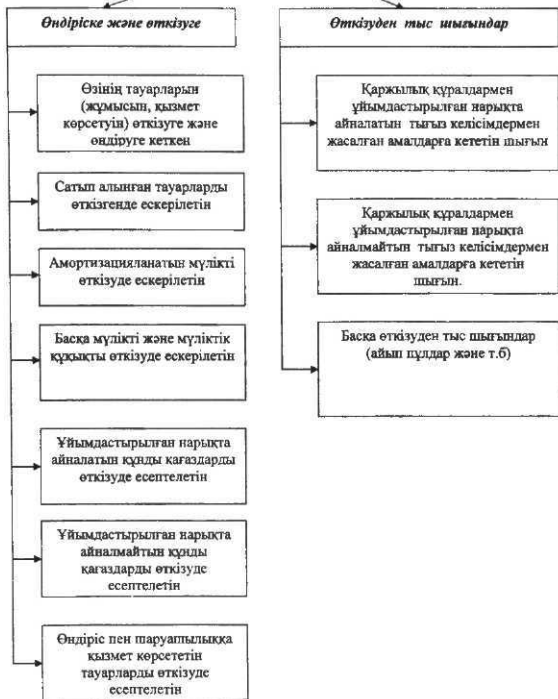 Өндіріске және өткізуге
Өзінің тауарларын
(жұмысын, қызмет
көрсетуін) өткізуге және
өндіруге кеткен
Сатып алынған тауарларды
өткізгенде ескерілетін
Амортизацияланатын мүлікті
өткізуде ескерілетін
Басқа мүлікті және мүліктік
құқықты өткізуде ескерілетін
Ұйымдастырылған нарықта
айналатын құнды қағаздарды
өткізуде есептелетін
Ұйымдастырылған нарықта
айналмайтын құнды
қағаздарды өткізуде
есептелетін
Өндіріс пен шаруашылыққа
қызмет көрсететін
тауарларды өткізуде
есептелетін
Өткізуден тыс шығындар
Қаржылық құралдармен
ұйымдастырылған нарықта
айналатын тығыз келісімдермен
жасалған амалдарға кететін шығын
Қаржылық құралдармен
ұйымдастырылған нарықта
айналмайтын тығыз келісімдермен
жасалған амалдарға кететін
шығын.
Басқа өткізуден тыс шығындар
(айып пұлдар және т.б)